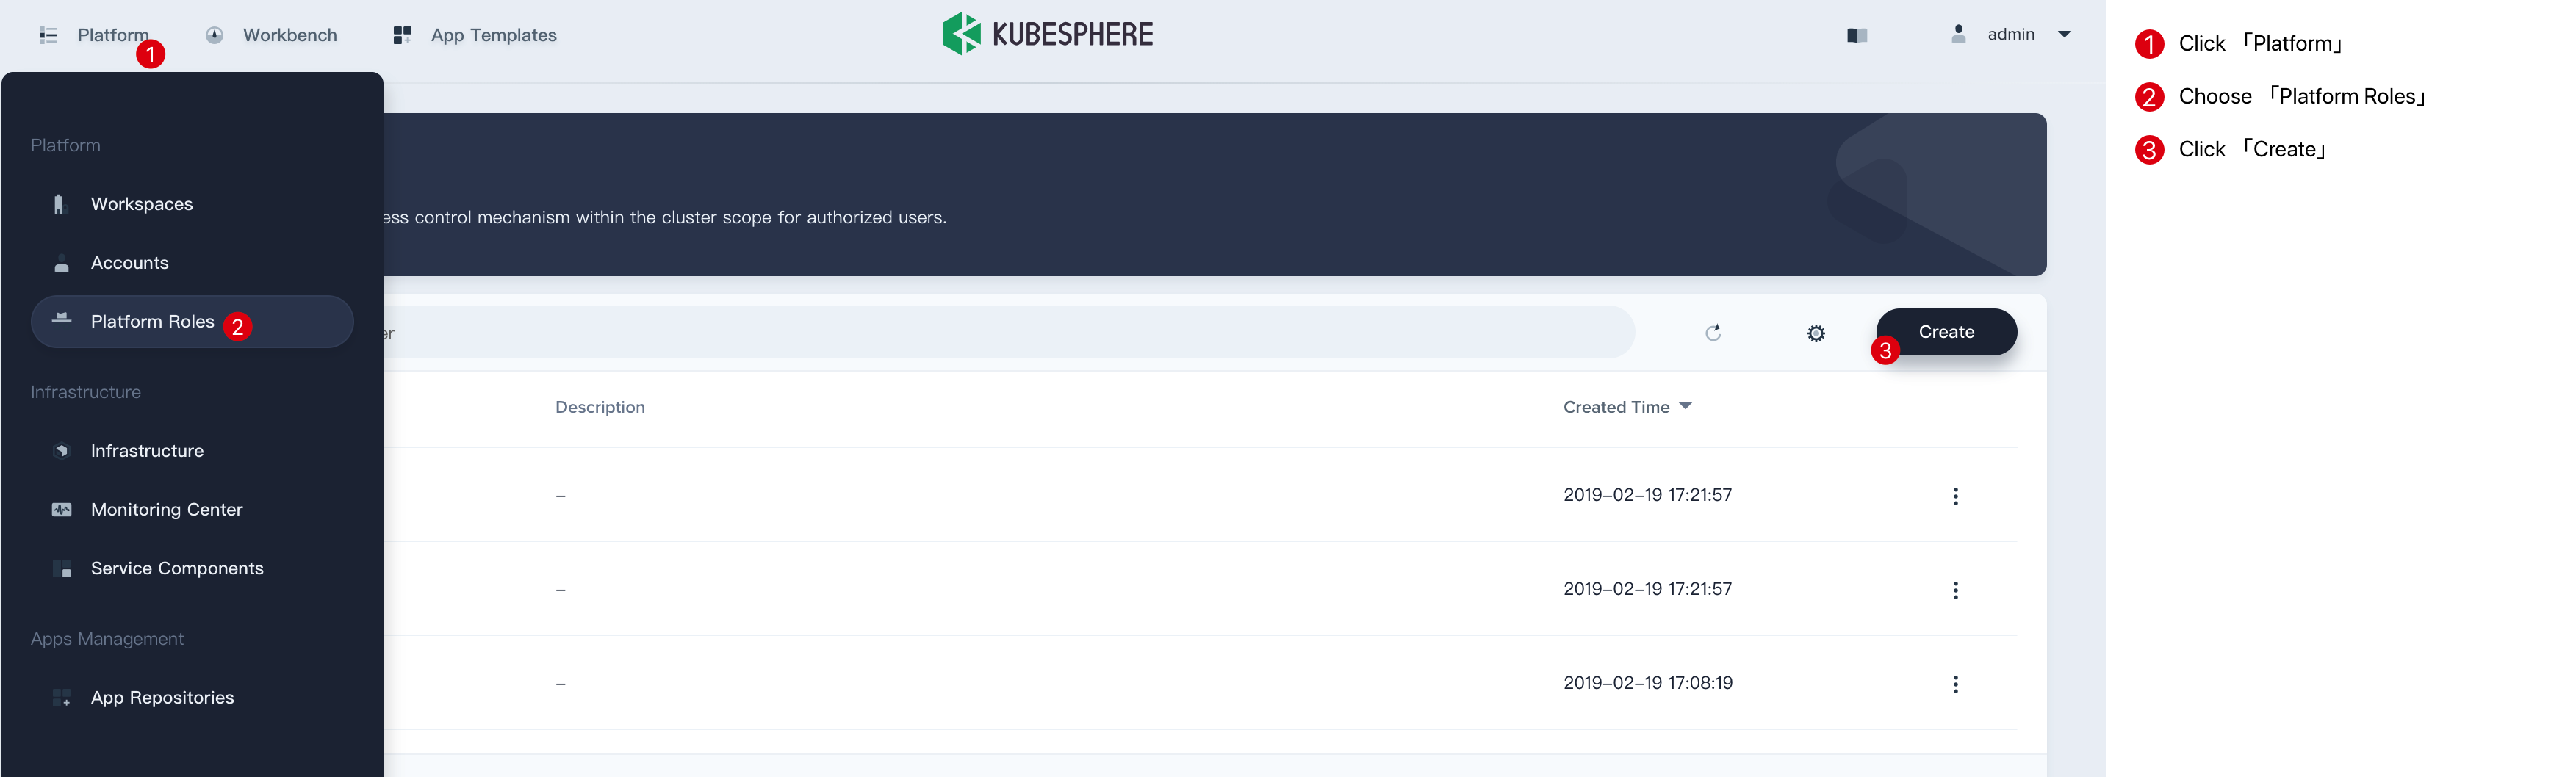 Platform
1
Workbench
App Templates
KUBESPHERE
admin
Platform
Workspaces
Accounts
Platform Roles
2
Infrastructure
Infrastructure
Monitoring Center
Service Components
Apps Management
App Repositories
ess control mechanism within the cluster scope for authorized users.
er
Create
3
Description
Created Time
– 2019-02-19 17:21:57
– 2019-02-19 17:21:57
– 2019-02-19 17:08:19
1 Click 「Platform」
2 Choose 「Platform Roles」
3 Click 「Create」